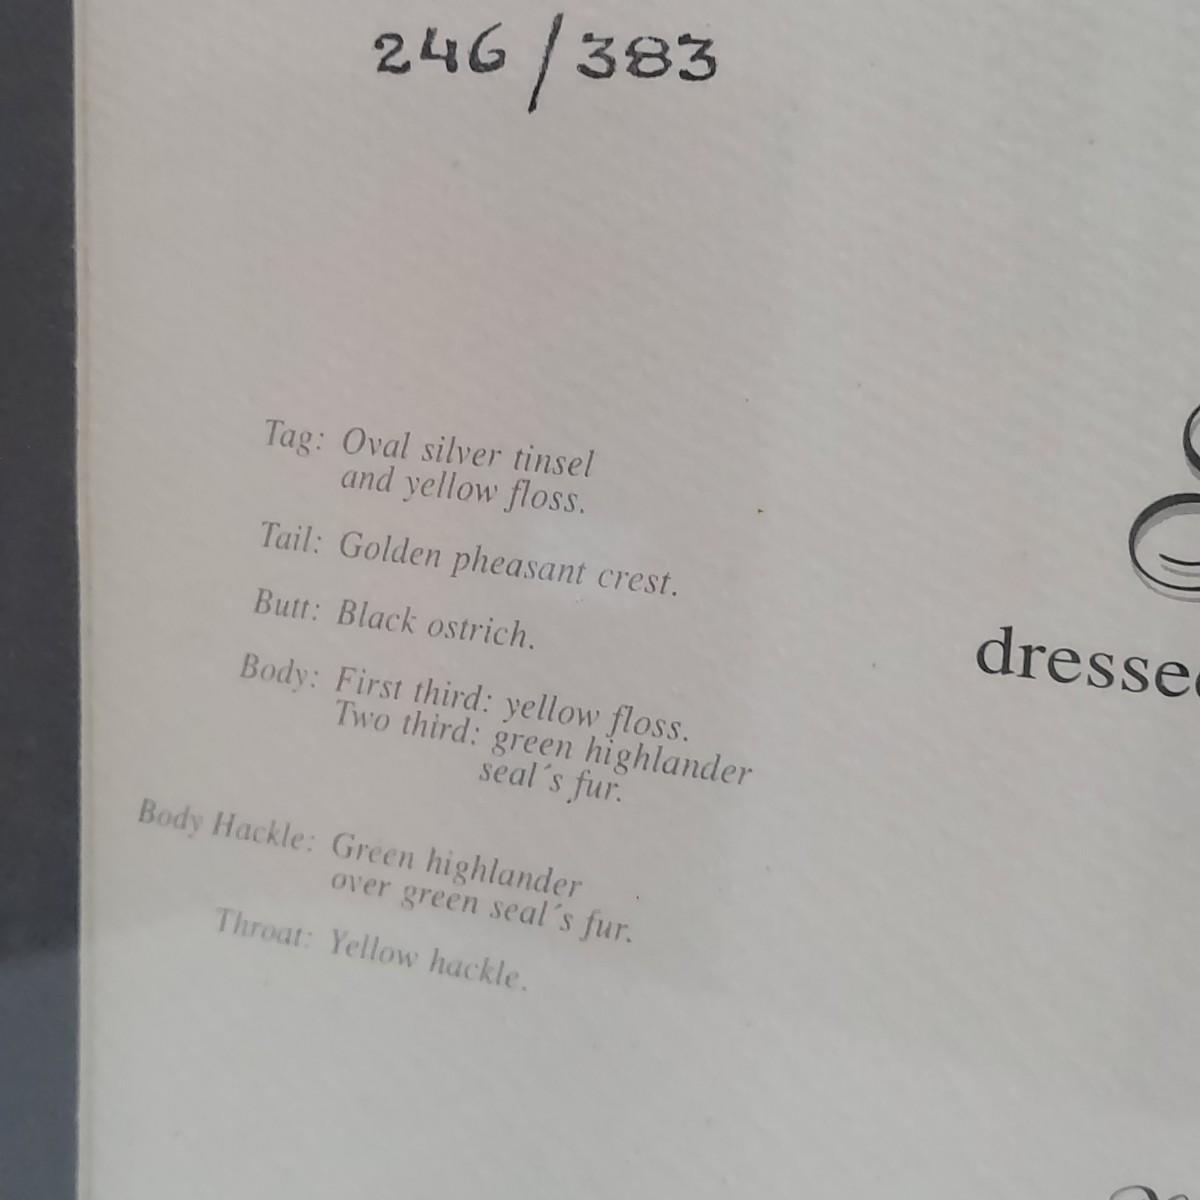 246/383
Tag: Oval silver tinsel
and yellow floss.
Tail: Golden pheasant crest.
Butt: Black ostrich.
Body: First third: yellow floss.
Two third: green highlander
seal´s fur.
Body Hackle: Green highlander
over green seal´s fur.
Throat: Yellow hackle.